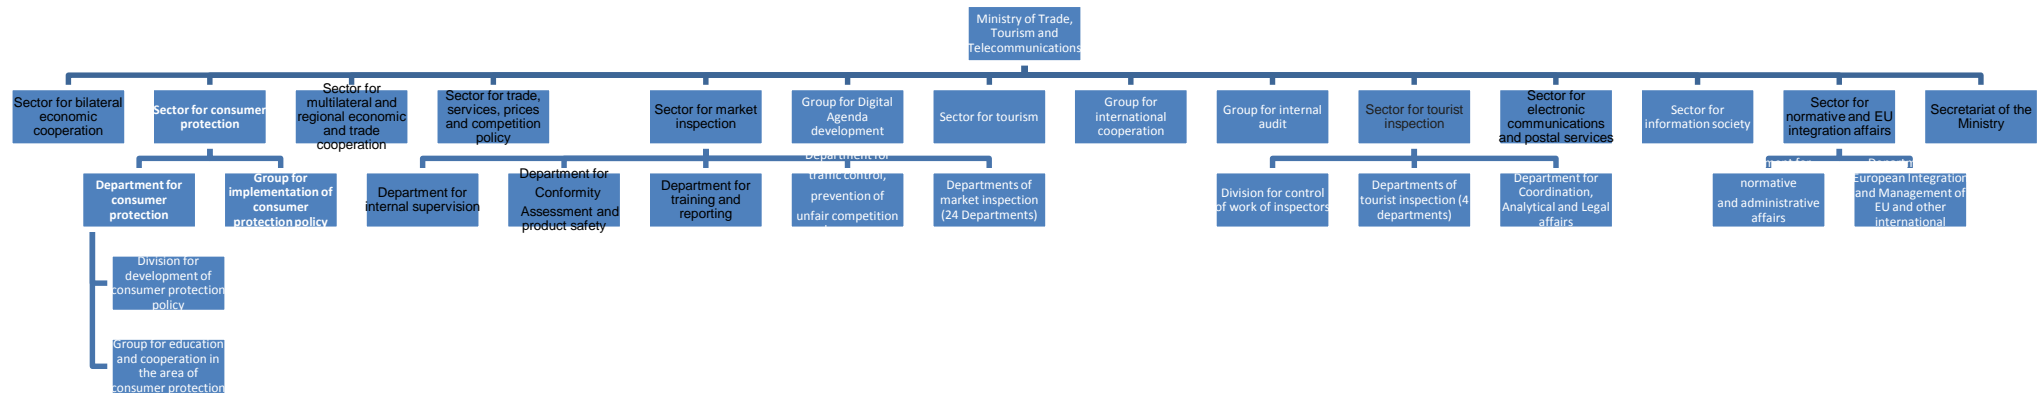 Ministry of Trade,
Tourism and
Telecommunications
Sector for bilateral
economic
cooperation
Sector for consumer
protection
Sector for
multilateral and
regional economic
and trade
cooperation
Sector for trade,
services, prices
and competition
policy
Sector for market
inspection
Group for Digital
Agenda
development
Sector for tourism
Group for
international
cooperation
Group for internal
audit
Sector for tourist
inspection
Sector for
electronic
communications
and postal services
Sector for
information society
Sector for
normative and EU
integration affairs
Secretariat of the
Ministry
Department for
consumer
protection
Group for
implementation of
consumer
protection policy
Department for
internal supervision
Department for
Conformity
Assessment and
product safety
Department for
training and
reporting
Department for
traffic control,
prevention of
unfair competition
Departments of
market inspection
(24 Departments)
Division for control
of work of inspectors
Departments of
tourist inspection (4
departments)
Department for
Coordination,
Analytical and Legal
affairs
normative
and administrative
affairs
European Integration
and Management of
EU and other
international
Division for
development of
consumer protection
policy
Group for education
and cooperation in
the area of
consumer protection